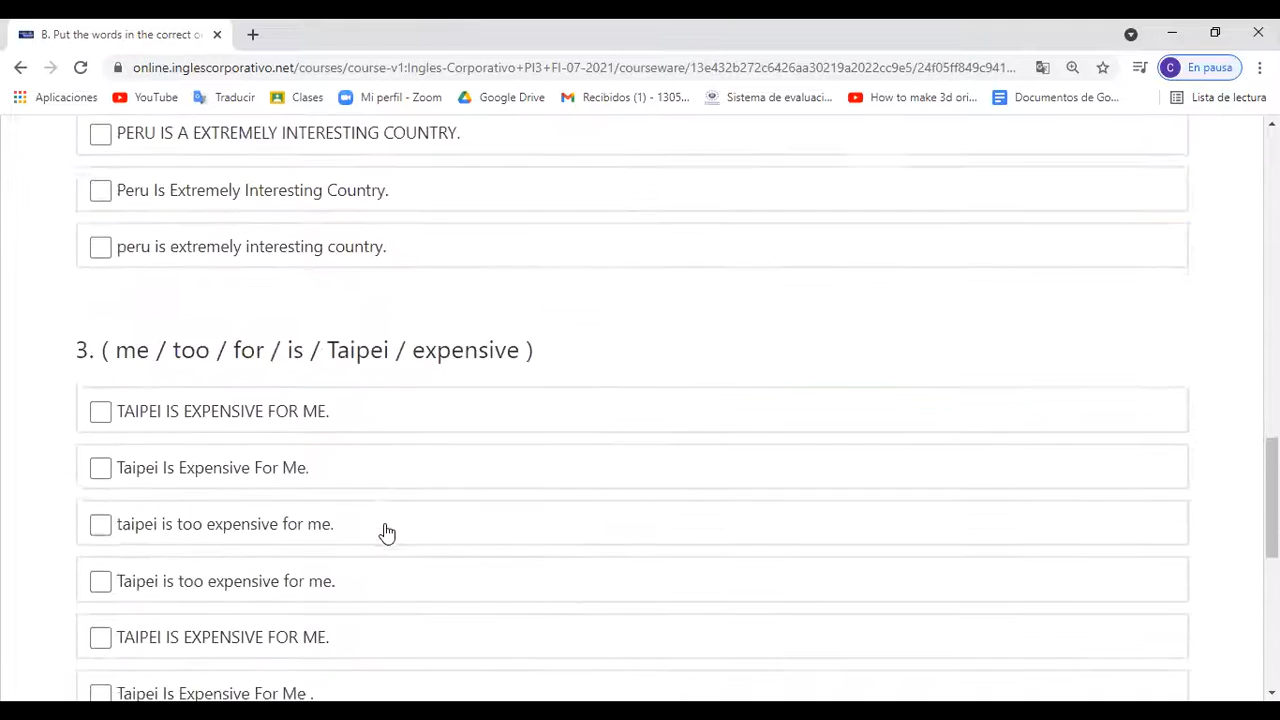 B. Put the words in the correct o
online.inglescorporativo.net/courses/course-v1:Ingles-Corporativo+PI3+FI-07-2021/courseware/13e432b272c6426aa30219a2022cc9e5/24f05ff849c941...
C En pausa
Aplicaciones YouTube Traducir Clases Mi perfil - Zoom Google Drive Recibidos (1) - 1305... Sistema de evaluaci... How to make 3d ori... Documentos de Go... Lista de lectura
PERU IS A EXTREMELY INTERESTING COUNTRY.
Peru Is Extremely Interesting Country.
peru is extremely interesting country.
3. ( me / too / for / is / Taipei / expensive )
TAIPEI IS EXPENSIVE FOR ME.
Taipei Is Expensive For Me.
taipei is too expensive for me.
Taipei is too expensive for me.
TAIPEI IS EXPENSIVE FOR ME.
Taipei Is Expensive For Me .